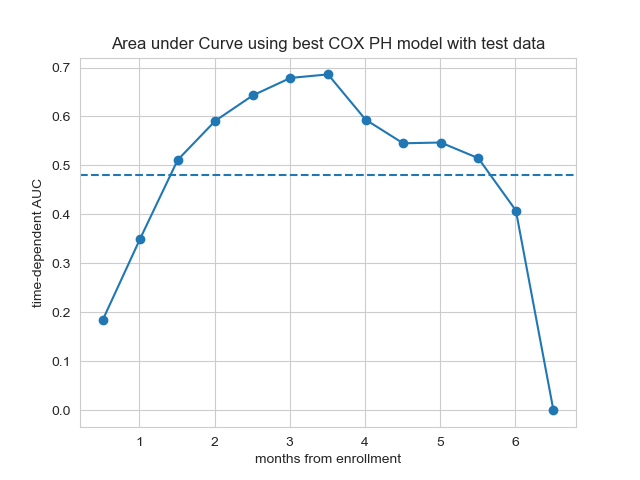 Area under Curve using best COX PH model with test data
time-dependent AUC
0.7
0.6
0.5
0.4
0.3
0.2
0.1
0.0
1 2 3 4 5 6
months from enrollment